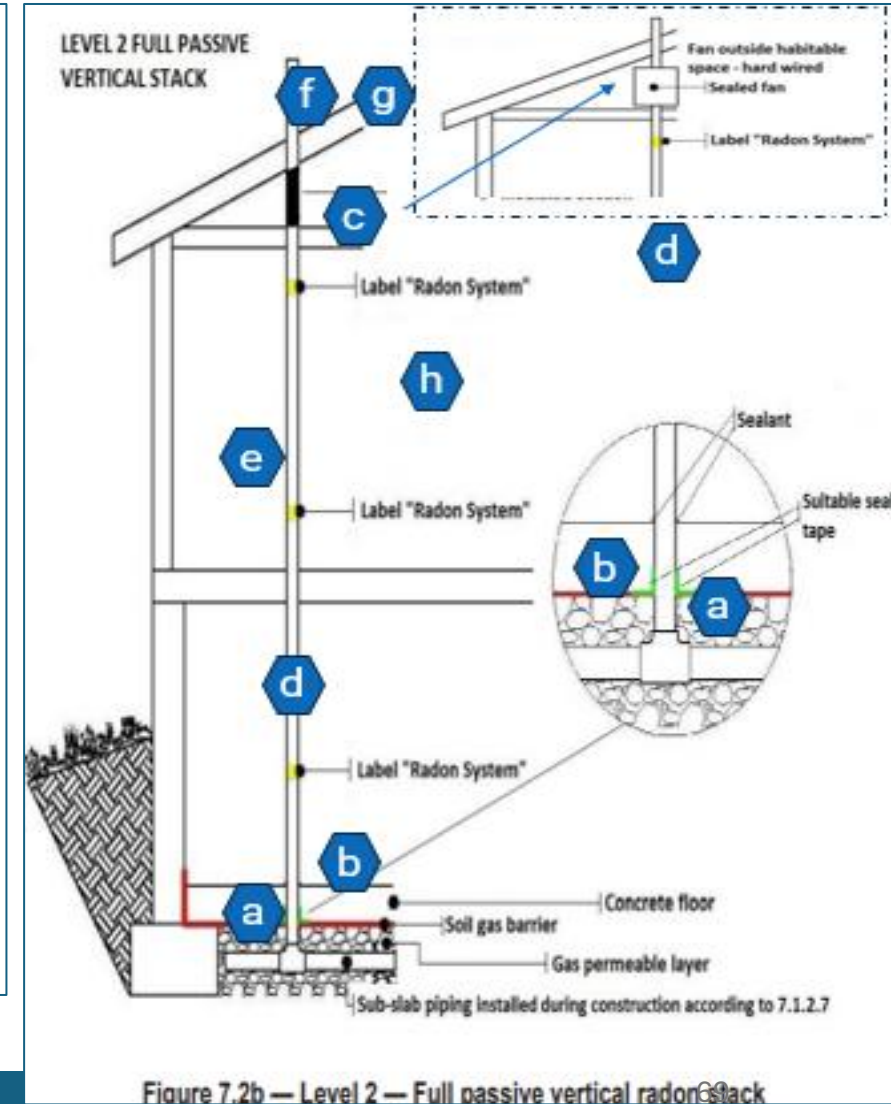 LEVEL 2 FULL PASSIVE
VERTICAL STACK
f
g
c
Fan outside habitable
space - hard wired
Sealed fan
Label "Radon System"
d
Label "Radon System"
h
e
Label "Radon System"
Sealant
Suitable seal
tape
b
a
d
Label "Radon System"
b
a
Concrete floor
Soil gas barrier
Gas permeable layer
Sub-slab piping installed during construction according to 7.1.2.7
Figure 7.2b — Level 2 — Full passive vertical radon stack